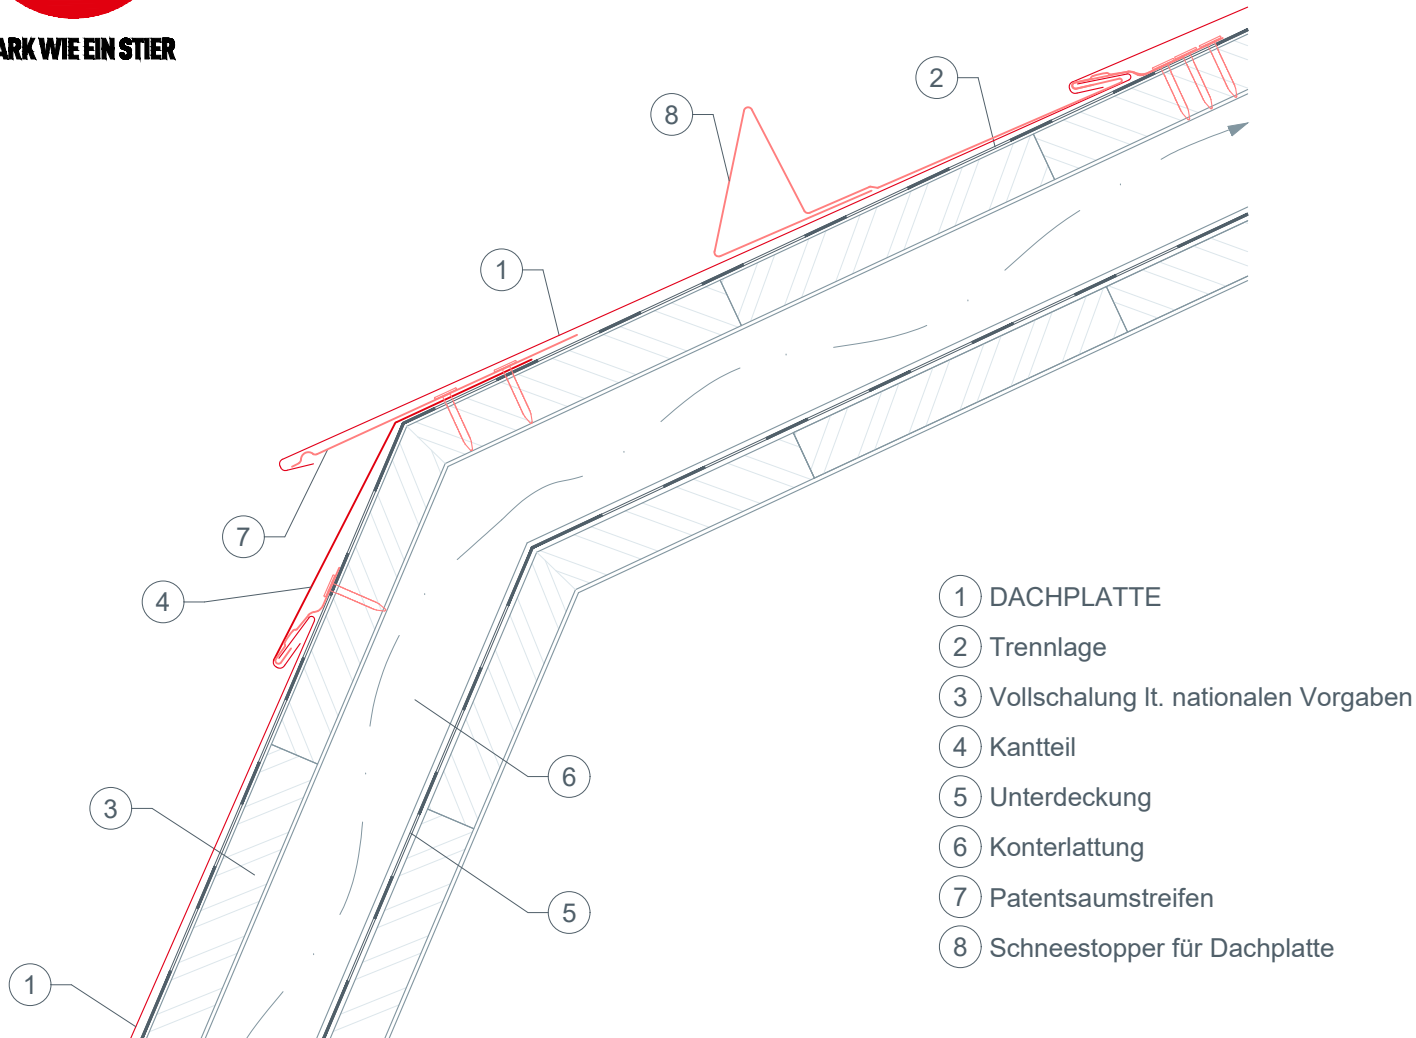 ARK WIE EIN STIER
2
8
1
7
4
6
3
5
1
1 DACHPLATTE
2 Trennlage
3 Vollschalung lt. nationalen Vorgaben
4 Kantteil
5 Unterdeckung
6 Konterlattung
7 Patentsaumstreifen
8 Schneestopper für Dachplatte